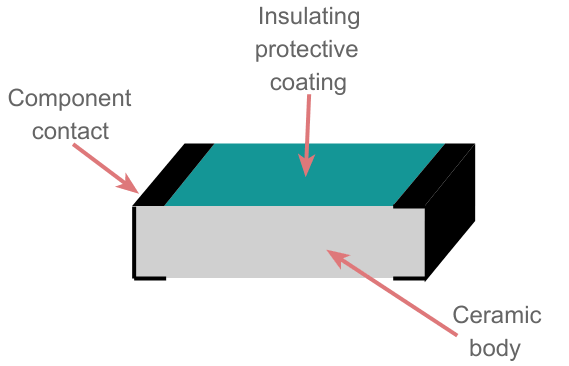 Insulating
protective
coating
Component
contact
Ceramic
body